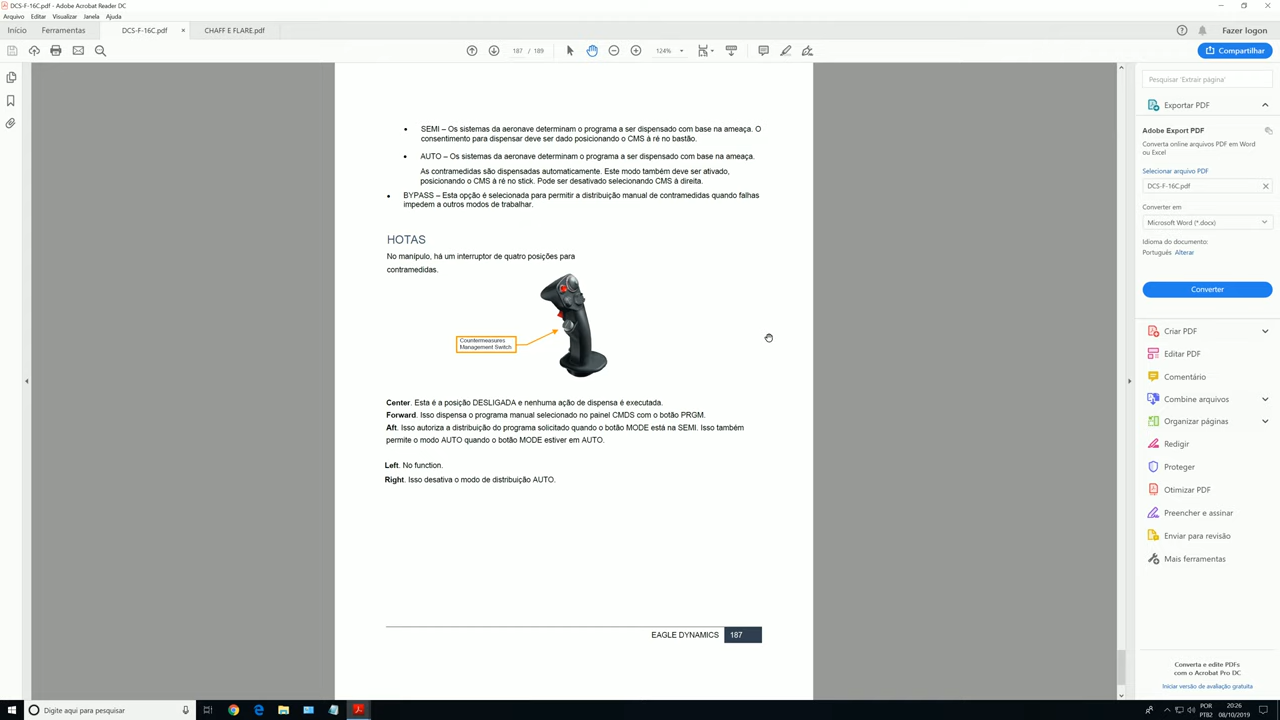 DCS-F-16C.pdf - Adobe Acrobat Reader DC
Arquivo Editar Visualizar Janela Ajuda
Início Ferramentas DCS-F-16C.pdf × CHAFF E FLARE.pdf Fazer logon
187 / 189 124% Compartilhar
SEMI – Os sistemas da aeronave determinam o programa a ser dispensado com base na ameaça. O
consentimento para dispensar deve ser dado posicionando o CMS à ré no bastão.
AUTO – Os sistemas da aeronave determinam o programa a ser dispensado com base na ameaça.
As contramedidas são dispensadas automaticamente. Este modo também deve ser ativado,
posicionando o CMS à ré no stick. Pode ser desativado selecionando CMS à direita.
BYPASS – Esta opção é selecionada para permitir a distribuição manual de contramedidas quando falhas
impedem a outros modos de trabalhar.
HOTAS
No manípulo, há um interruptor de quatro posições para
contramedidas.
Countermeasures
Management Switch
Center. Esta é a posição DESLIGADA e nenhuma ação de dispensa é executada.
Forward. Isso dispensa o programa manual selecionado no painel CMDS com o botão PRGM.
Aft. Isso autoriza a distribuição do programa solicitado quando o botão MODE está na SEMI. Isso também
permite o modo AUTO quando o botão MODE estiver em AUTO.
Left. No function.
Right. Isso desativa o modo de distribuição AUTO.
EAGLE DYNAMICS 187
Pesquisar 'Extrair página'
Exportar PDF
Adobe Export PDF
Converta online arquivos PDF em Word
ou Excel
Selecionar arquivo PDF
DCS-F-16C.pdf
Converter em
Microsoft Word (*.docx)
Idioma do documento:
Português Alterar
Converter
Criar PDF
Editar PDF
Comentário
Combine arquivos
Organizar páginas
Redigir
Proteger
Otimizar PDF
Preencher e assinar
Enviar para revisão
Mais ferramentas
Converta e edite PDFs
com o Acrobat Pro DC
Iniciar versão de avaliação gratuita
Digite aqui para pesquisar
POR 20:26
PTB2 08/10/2019